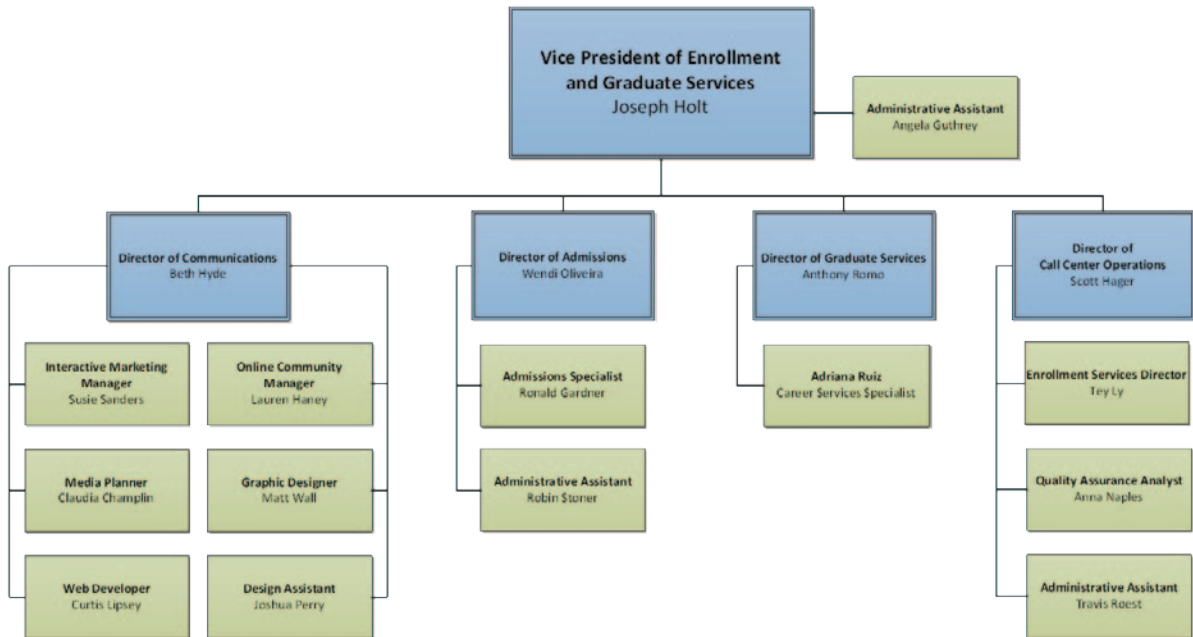 Vice President of Enrollment
and Graduate Services
Joseph Holt
Administrative Assistant
Angela Guthrey
Director of Communications
Beth Hyde
Director of Admissions
Wendi Oliveira
Director of Graduate Services
Anthony Romo
Director of
Call Center Operations
Scott Hager
Interactive Marketing
Manager
Susie Sanders
Online Community
Manager
Lauren Haney
Admissions Specialist
Ronald Gardner
Adriana Ruiz
Career Services Specialist
Enrollment Services Director
Tey Ly
Media Planner
Claudia Champlin
Graphic Designer
Matt Wall
Administrative Assistant
Robin Stoner
Quality Assurance Analyst
Anna Naples
Web Developer
Curtis Lipsey
Design Assistant
Joshua Perry
Administrative Assistant
Travis Roest